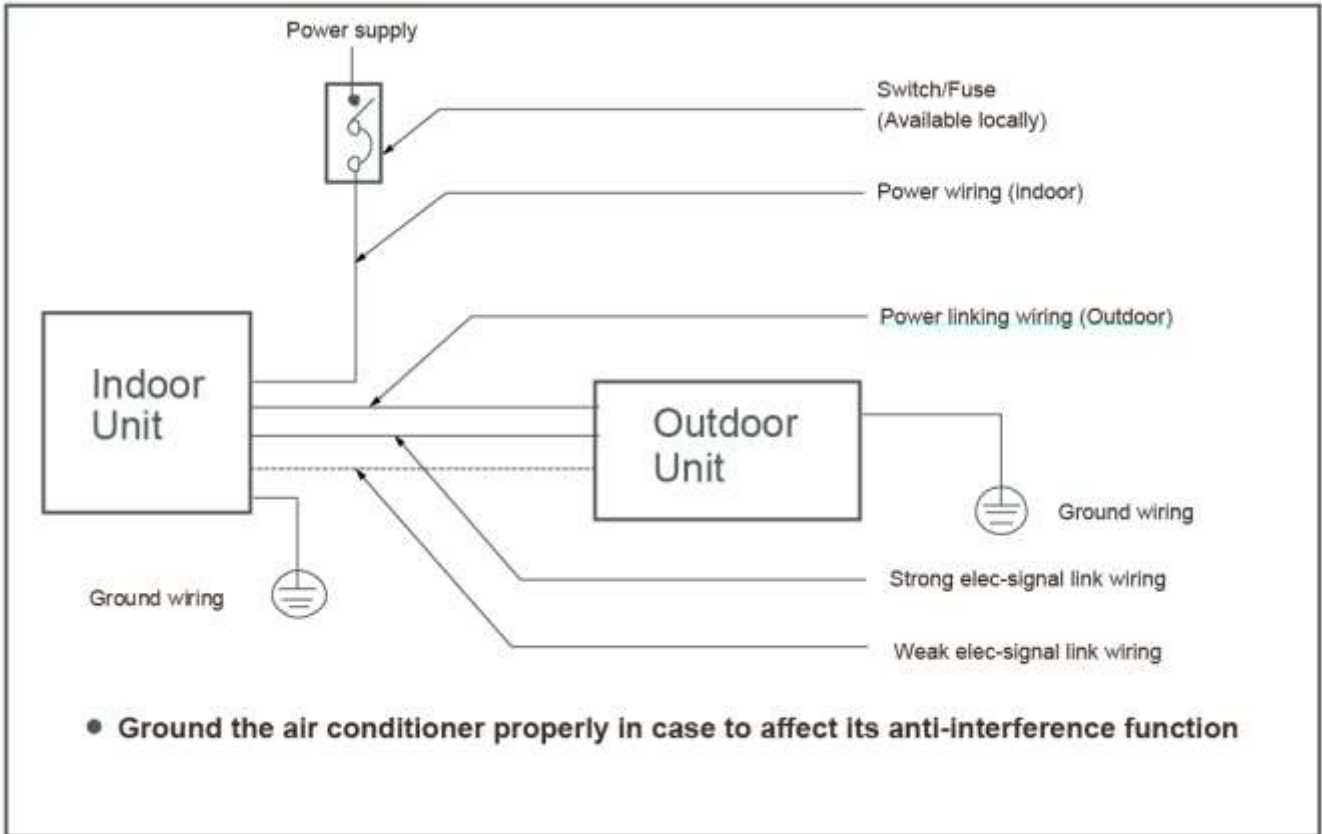 Power supply
Switch/Fuse
(Available locally)
Power wiring (indoor)
Power linking wiring (Outdoor)
Indoor
Unit
Outdoor
Unit
Ground wiring
Strong elec-signal link wiring
Ground wiring
Weak elec-signal link wiring
● Ground the air conditioner properly in case to affect its anti-interference function